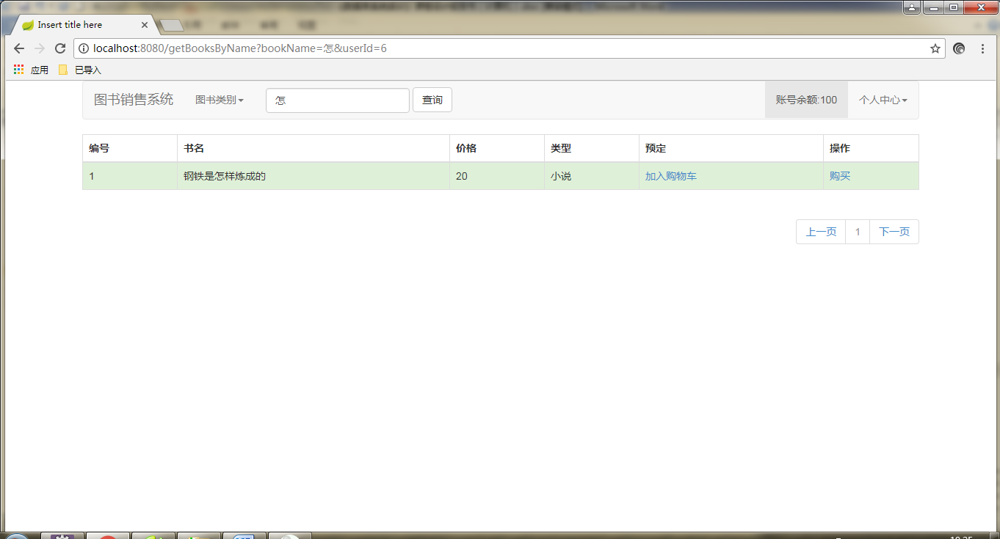 Insert title here
localhost:8080/getBooksByName?bookName=怎&userId=6
应用 已导入
图书销售系统 图书类别 怎 查询 账号余额:100 个人中心
编号 书名 价格 类型 预定 操作
1 钢铁是怎样炼成的 20 小说 加入购物车 购买
上一页 1 下一页